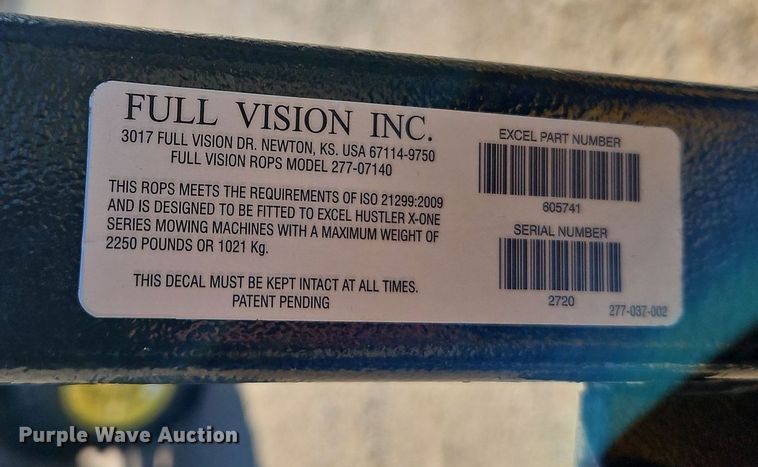 FULL VISION INC.
3017 FULL VISION DR. NEWTON, KS. USA 67114-9750
FULL VISION ROPS MODEL 277-07140
THIS ROPS MEETS THE REQUIREMENTS OF ISO 21299:2009
AND IS DESIGNED TO BE FITTED TO EXCEL HUSTLER X-ONE
SERIES MOWING MACHINES WITH A MAXIMUM WEIGHT OF
2250 POUNDS OR 1021 Kg.
THIS DECAL MUST BE KEPT INTACT AT ALL TIMES.
PATENT PENDING
EXCEL PART NUMBER
605741
SERIAL NUMBER
2720
277-037-002
Purple Wave Auction